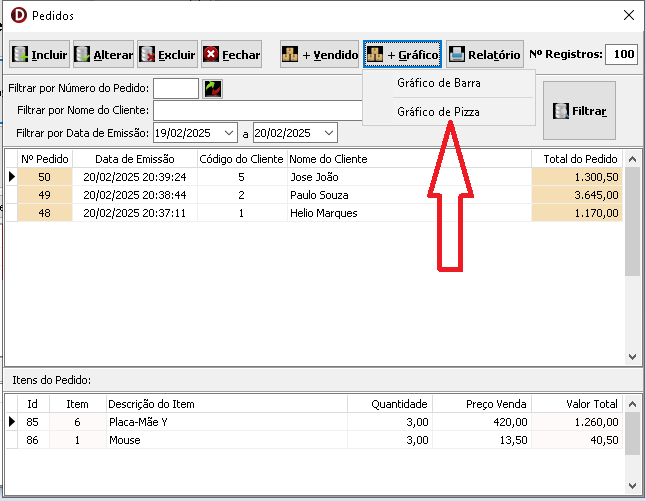 Pedidos
Incluir Alterar Excluir Fechar + Vendido + Gráfico Relatório Nº Registros: 100
Gráfico de Barra
Gráfico de Pizza
Filtrar por Número do Pedido:
Filtrar por Nome do Cliente:
Filtrar por Data de Emissão: 19/02/2025 a 20/02/2025
Filtrar
Nº Pedido Data de Emissão Código do Cliente Nome do Cliente Total do Pedido
50 20/02/2025 20:39:24 5 Jose João 1.300,50
49 20/02/2025 20:38:44 2 Paulo Souza 3.645,00
48 20/02/2025 20:37:11 1 Helio Marques 1.170,00
Itens do Pedido:
Id Item Descrição do Item Quantidade Preço Venda Valor Total
85 6 Placa-Mãe Y 3,00 420,00 1.260,00
86 1 Mouse 3,00 13,50 40,50